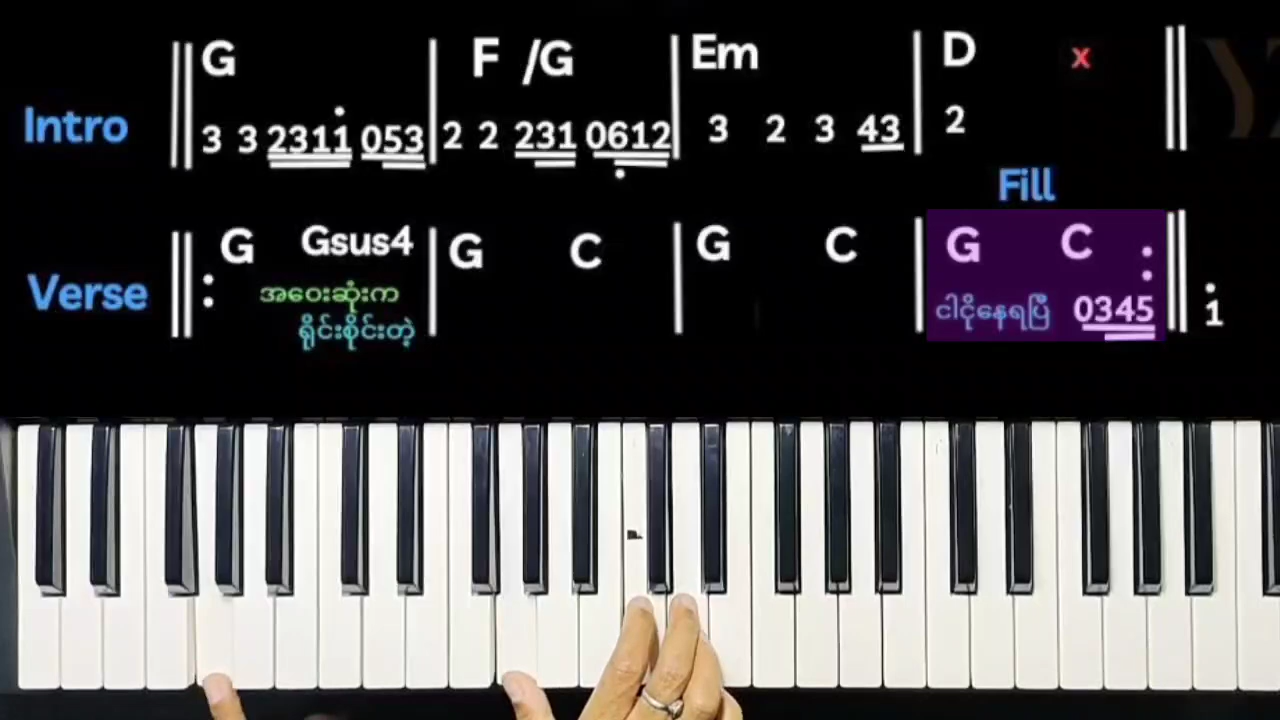 G F /G Em D x
Intro 3 3 2311 053 2 2 231 0612 3 2 3 43 2
Fill
G Gsus4 G C G C G C
Verse : အဝေးဆုံးက ငါငိုနေရပြီ 0345 : 1
ရိုင်းစိုင်းတဲ့